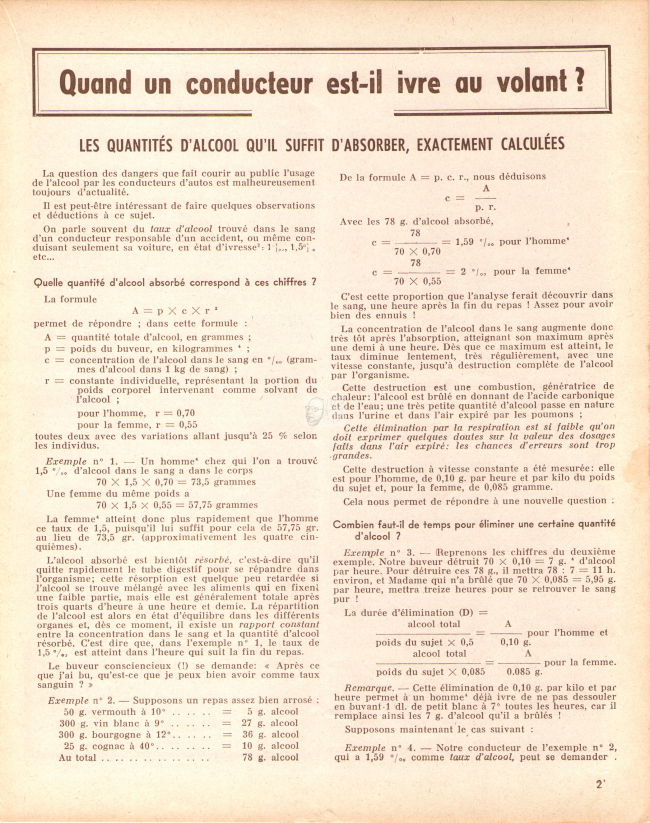 Quand un conducteur est-il ivre au volant ?
LES QUANTITÉS D'ALCOOL QU'IL SUFFIT D'ABSORBER, EXACTEMENT CALCULÉES
La question des dangers que fait courir au public l'usage
de l'alcool par les conducteurs d'autos est malheureusement
toujours d'actualité.
Il est peut-être intéressant de faire quelques observations
et déductions à ce sujet.
On parle souvent du taux d'alcool trouvé dans le sang
d'un conducteur responsable d'un accident, ou même con-
duisant seulement sa voiture, en état d'ivresse : 1 °/₀₀, 1,5°/₀₀
etc...
Quelle quantité d'alcool absorbé correspond à ces chiffres ?
La formule
A = p X c X r ³
permet de répondre ; dans cette formule :
A = quantité totale d'alcool, en grammes ;
p = poids du buveur, en kilogrammes ⁴ ;
c = concentration de l'alcool dans le sang en °/₀₀ (gram-
mes d'alcool dans 1 kg de sang) ;
r = constante individuelle, représentant la portion du
poids corporel intervenant comme solvant de
l'alcool ;
pour l'homme, r = 0,70
pour la femme, r = 0,55
toutes deux avec des variations allant jusqu'à 25 % selon
les individus.
Exemple n° 1. — Un homme⁴ chez qui l'on a trouvé
1,5 °/₀₀ d'alcool dans le sang a dans le corps
70 X 1,5 X 0,70 = 73,5 grammes
Une femme du même poids a
70 X 1,5 X 0,55 = 57,75 grammes
La femme⁴ atteint donc plus rapidement que l'homme
ce taux de 1,5, puisqu'il lui suffit pour cela de 57,75 gr.
au lieu de 73,5 gr. (approximativement les quatre cin-
quièmes).
L'alcool absorbé est bientôt résorbé, c'est-à-dire qu'il
quitte rapidement le tube digestif pour se répandre dans
l'organisme; cette résorption est quelque peu retardée si
l'alcool se trouve mélangé avec les aliments qui en fixent
une faible partie, mais elle est généralement totale après
trois quarts d'heure à une heure et demie. La répartition
de l'alcool est alors en état d'équilibre dans les différents
organes et, dès ce moment, il existe un rapport constant
entre la concentration dans le sang et la quantité d'alcool
résorbé. C'est dire que, dans l'exemple n° 1, le taux de
1,5 °/₀₀ est atteint dans l'heure qui suit la fin du repas.
Le buveur consciencieux (!) se demande: « Après ce
que j'ai bu, qu'est-ce que je peux bien avoir comme taux
sanguin ? »
Exemple n° 2. — Supposons un repas assez bien arrosé :
50 g. vermouth à 10° . . . . . . = 5 g. alcool
300 g. vin blanc à 9° . . . . . . = 27 g. alcool
300 g. bourgogne à 12° . . . . . . = 36 g. alcool
25 g. cognac à 40° . . . . . . = 10 g. alcool
Au total . . . . . . . . . . . . . . . 78 g. alcool
De la formule A = p. c. r., nous déduisons
A
c = ———
p. r.
Avec les 78 g. d'alcool absorbé,
78
c = ——— = 1,59 °/₀₀ pour l'homme⁴
70 X 0,70
78
c = ——— = 2 °/₀₀ pour la femme⁴
70 X 0,55
C'est cette proportion que l'analyse ferait découvrir dans
le sang, une heure après la fin du repas ! Assez pour avoir
bien des ennuis !
La concentration de l'alcool dans le sang augmente donc
très tôt après l'absorption, atteignant son maximum après
une demi à une heure. Dès que ce maximum est atteint, le
taux diminue lentement, très régulièrement, avec une
vitesse constante, jusqu'à destruction complète de l'alcool
par l'organisme.
Cette destruction est une combustion, génératrice de
chaleur: l'alcool est brûlé en donnant de l'acide carbonique
et de l'eau; une très petite quantité d'alcool passe en nature
dans l'urine et dans l'air expiré par les poumons ;
Cette élimination par la respiration est si faible qu'on
doit exprimer quelques doutes sur la valeur des dosages
faits dans l'air expiré: les chances d'erreurs sont trop
grandes.
Cette destruction à vitesse constante a été mesurée: elle
est pour l'homme, de 0,10 g. par heure et par kilo du poids
du sujet et, pour la femme, de 0,085 gramme.
Cela nous permet de répondre à une nouvelle question :
Combien faut-il de temps pour éliminer une certaine quantité
d'alcool ?
Exemple n° 3. — Reprenons les chiffres du deuxième
exemple. Notre buveur détruit 70 X 0,10 = 7 g. ⁴ d'alcool
par heure. Pour détruire ces 78 g., il mettra 78 : 7 = 11 h.
environ, et Madame qui n'a brûlé que 70 X 0,085 = 5,95 g.
par heure, mettra treize heures pour se retrouver le sang
pur !
La durée d'élimination (D) =
alcool total A
——— = ——— pour l'homme et
poids du sujet X 0,5 0,10 g.
alcool total A
——— = ——— pour la femme.
poids du sujet X 0,085 0.085 g.
Remarque. — Cette élimination de 0,10 g. par kilo et par
heure permet à un homme⁴ déjà ivre de ne pas dessouler
en buvant 1 dl. de petit blanc à 7° toutes les heures, car il
remplace ainsi les 7 g. d'alcool qu'il a brûlés !
Supposons maintenant le cas suivant :
Exemple n° 4. — Notre conducteur de l'exemple n° 2,
qui a 1,59 °/₀₀ comme taux d'alcool, peut se demander .